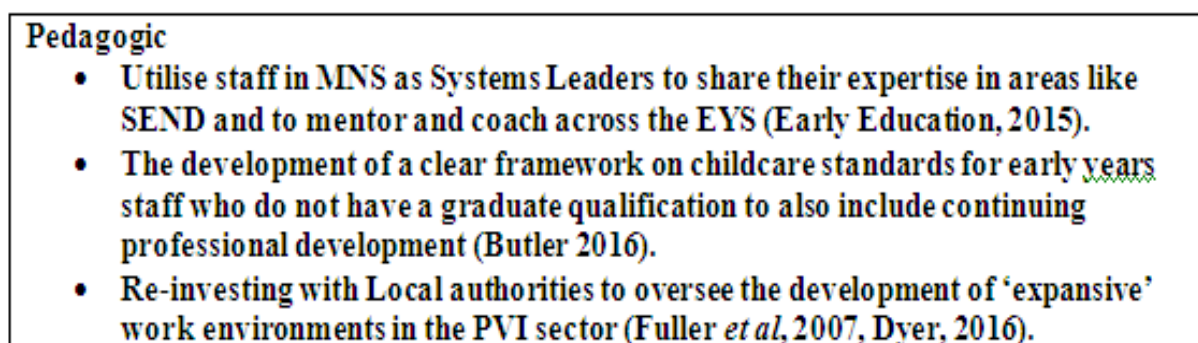 Pedagogic
• Utilise staff in MNS as Systems Leaders to share their expertise in areas like
SEND and to mentor and coach across the EYS (Early Education, 2015).
• The development of a clear framework on childcare standards for early years
staff who do not have a graduate qualification to also include continuing
professional development (Butler 2016).
• Re-investing with Local authorities to oversee the development of ‘expansive’
work environments in the PVI sector (Fuller et al, 2007, Dyer, 2016).